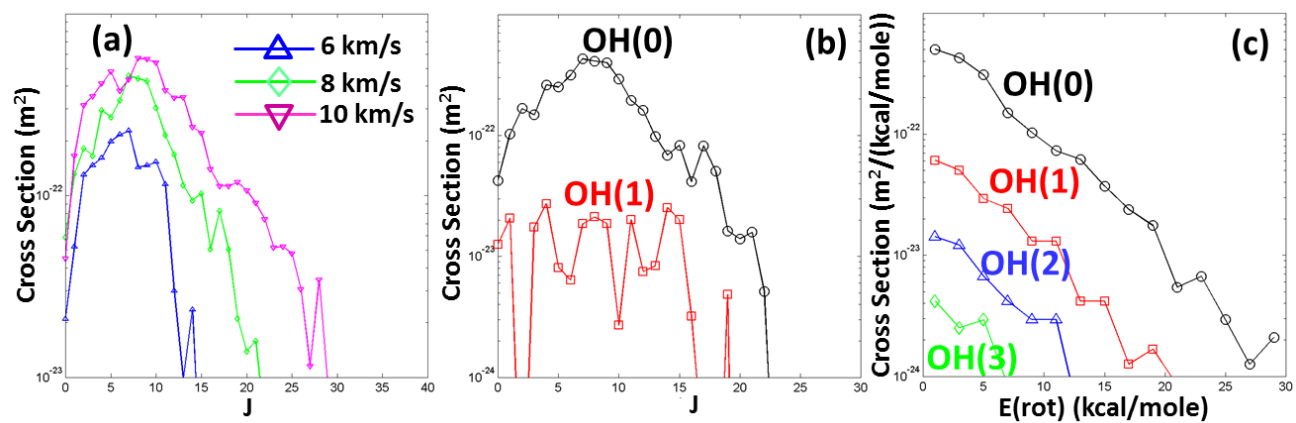 (a)
6 km/s
8 km/s
10 km/s
Cross Section (m²)
10⁻²²
10⁻²³
0 5 10 15 20 25 30 35 40
J
(b)
OH(0)
OH(1)
Cross Section (m²)
10⁻²²
10⁻²³
10⁻²⁴
0 5 10 15 20 25 30
J
(c)
OH(0)
OH(1)
OH(2)
OH(3)
Cross Section (m²/(kcal/mole))
10⁻²²
10⁻²³
10⁻²⁴
0 5 10 15 20 25 30
E(rot) (kcal/mole)